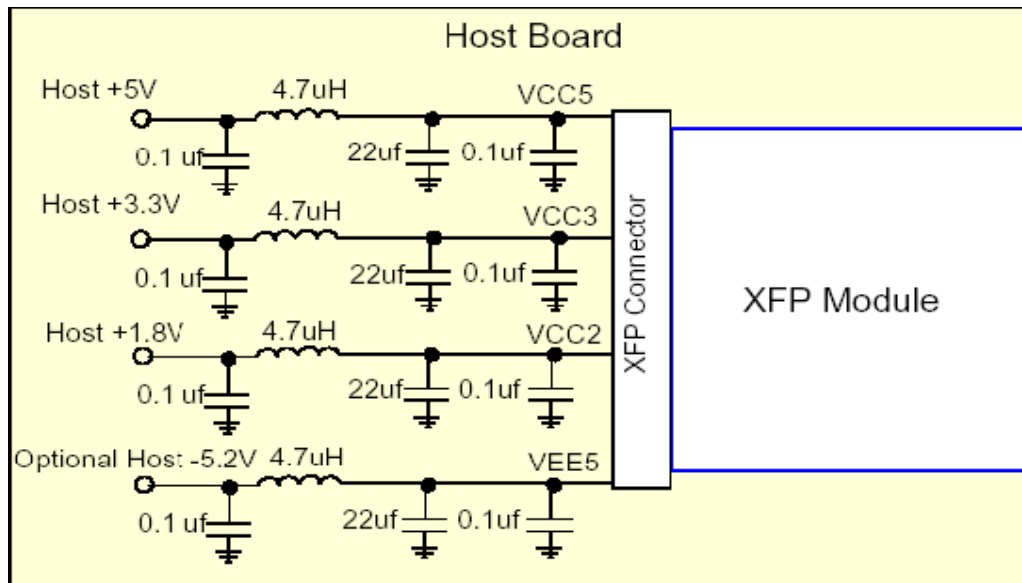 Host Board
Host +5V
4.7uH
VCC5
0.1 uf
22uf
0.1uf
Host +3.3V
4.7uH
VCC3
0.1 uf
22uf
0.1uf
Host +1.8V
4.7uH
VCC2
0.1 uf
22uf
0.1uf
Optional Host -5.2V
4.7uH
VEE5
0.1 uf
22uf
0.1uf
XFP Connector
XFP Module